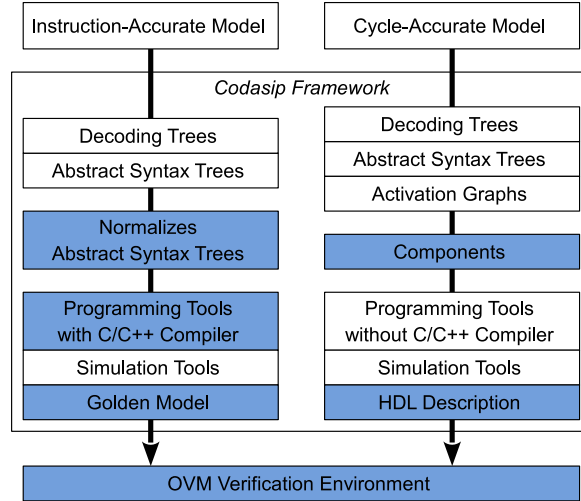 Instruction-Accurate Model
Cycle-Accurate Model
Codasip Framework
Decoding Trees
Abstract Syntax Trees
Normalizes
Abstract Syntax Trees
Programming Tools
with C/C++ Compiler
Simulation Tools
Golden Model
Decoding Trees
Abstract Syntax Trees
Activation Graphs
Components
Programming Tools
without C/C++ Compiler
Simulation Tools
HDL Description
OVM Verification Environment